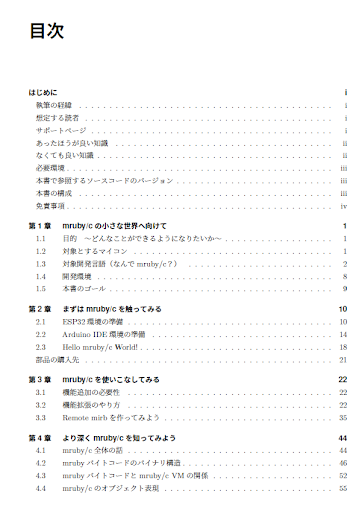 目次
はじめに i
執筆の経緯 . . . . . . . . . . i
想定する読者 . . . . . . . . . . i
サポートページ . . . . . . . . . . i
あったほうが良い知識 . . . . . . . . . . ii
なくても良い知識 . . . . . . . . . . ii
必要環境 . . . . . . . . . . iii
本書で参照するソースコードのバージョン . . . . . . . . . . iii
本書の構成 . . . . . . . . . . iii
免責事項 . . . . . . . . . . iv
第 1 章 mruby/c の小さな世界へ向けて 1
1.1 目的 ～どんなことができるようになりたいか～ . . . . . . . . . . 1
1.2 対象とするマイコン . . . . . . . . . . 1
1.3 対象開発言語（なんで mruby/c？） . . . . . . . . . . 2
1.4 開発環境 . . . . . . . . . . 8
1.5 本書のゴール . . . . . . . . . . 9
第 2 章 まずは mruby/c を触ってみる 10
2.1 ESP32 環境の準備 . . . . . . . . . . 10
2.2 Arduino IDE 環境の準備 . . . . . . . . . . 14
2.3 Hello mruby/c World! . . . . . . . . . . 18
部品の購入先 . . . . . . . . . . 21
第 3 章 mruby/c を使いこなしてみる 22
3.1 機能追加の必要性 . . . . . . . . . . 22
3.2 機能拡張のやり方 . . . . . . . . . . 22
3.3 Remote mirb を作ってみよう . . . . . . . . . . 35
第 4 章 より深く mruby/c を知ってみよう 44
4.1 mruby/c 全体の話 . . . . . . . . . . 44
4.2 mruby バイトコードのバイナリ構造 . . . . . . . . . . 46
4.3 mruby バイトコードと mruby/c VM の関係 . . . . . . . . . . 52
4.4 mruby/c のオブジェクト表現 . . . . . . . . . . 55